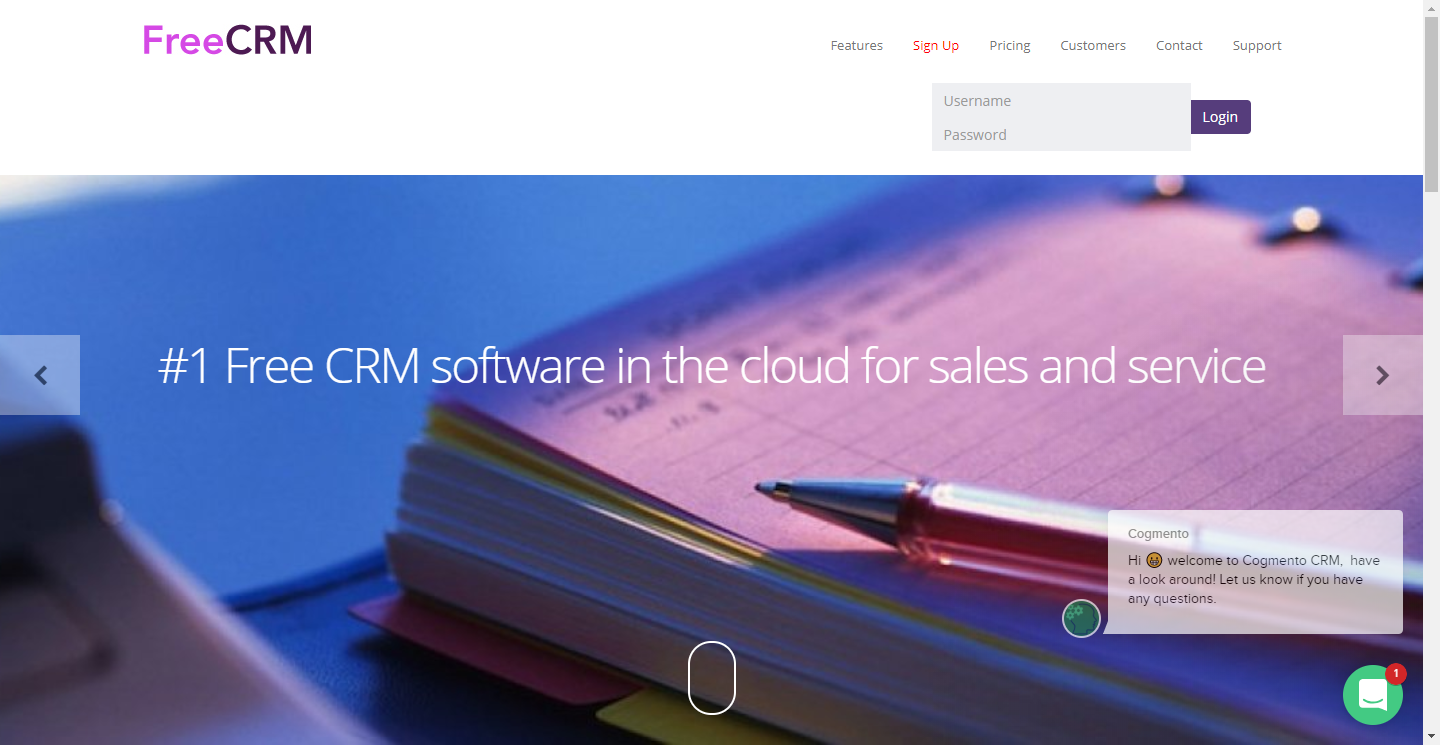 FreeCRM
Features Sign Up Pricing Customers Contact Support
Username
Login
Password
#1 Free CRM software in the cloud for sales and service
Cogmento
Hi 😁 welcome to Cogmento CRM, have
a look around! Let us know if you have
any questions.
1